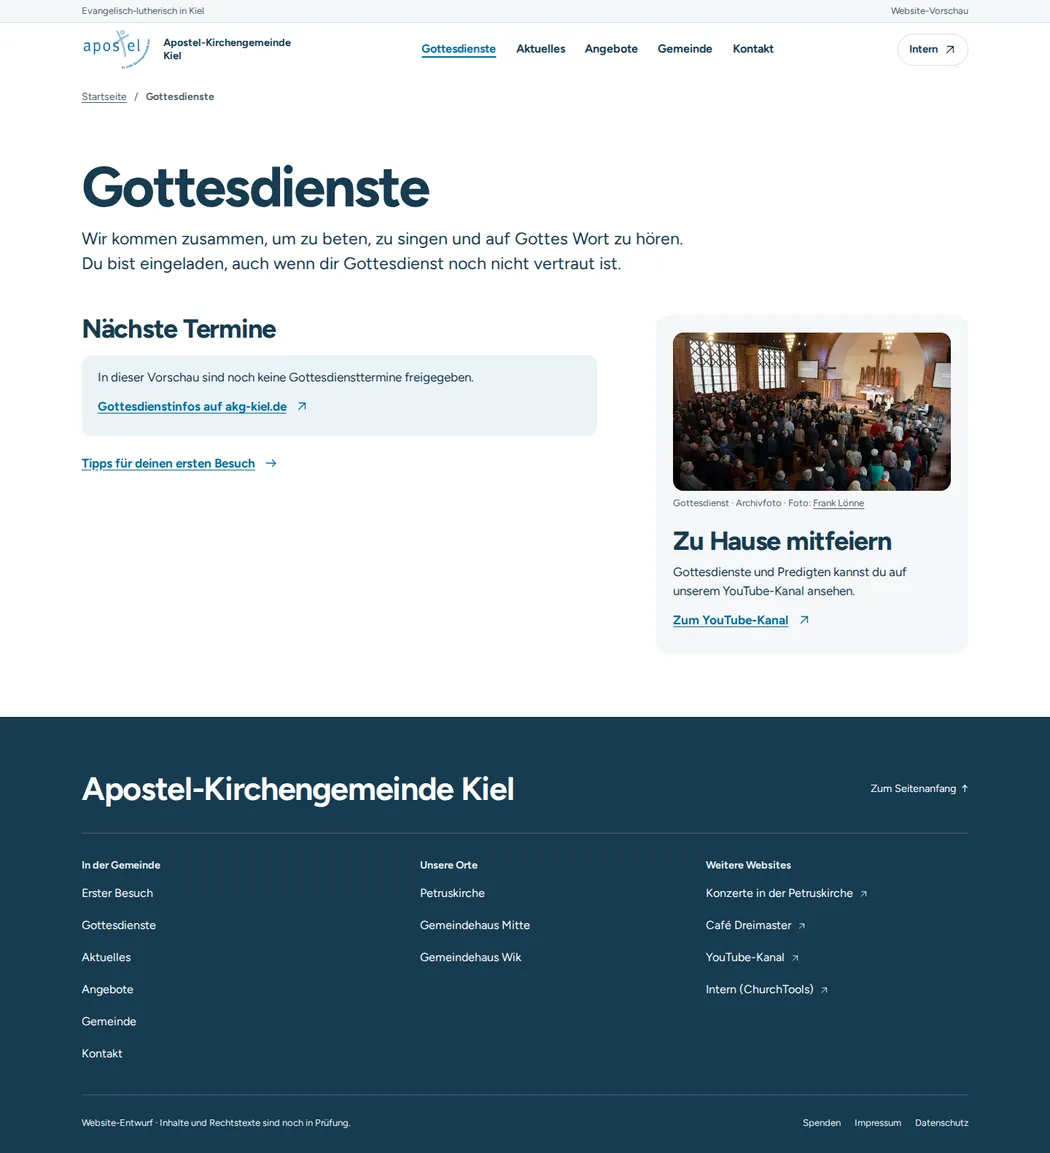 Evangelisch-lutherisch in Kiel
Website-Vorschau
apostel
Apostel-Kirchengemeinde
Kiel
Gottesdienste
Aktuelles
Angebote
Gemeinde
Kontakt
Intern ↗
Startseite / Gottesdienste
Gottesdienste
Wir kommen zusammen, um zu beten, zu singen und auf Gottes Wort zu hören.
Du bist eingeladen, auch wenn dir Gottesdienst noch nicht vertraut ist.
Nächste Termine
In dieser Vorschau sind noch keine Gottesdiensttermine freigegeben.
Gottesdienstinfos auf akg-kiel.de ↗
Tipps für deinen ersten Besuch →
Gottesdienst · Archivfoto · Foto: Frank Lönne
Zu Hause mitfeiern
Gottesdienste und Predigten kannst du auf
unserem YouTube-Kanal ansehen.
Zum YouTube-Kanal ↗
Apostel-Kirchengemeinde Kiel
Zum Seitenanfang ↑
In der Gemeinde
Erster Besuch
Gottesdienste
Aktuelles
Angebote
Gemeinde
Kontakt
Unsere Orte
Petruskirche
Gemeindehaus Mitte
Gemeindehaus Wik
Weitere Websites
Konzerte in der Petruskirche ↗
Café Dreimaster ↗
YouTube-Kanal ↗
Intern (ChurchTools) ↗
Website-Entwurf · Inhalte und Rechtstexte sind noch in Prüfung.
Spenden
Impressum
Datenschutz